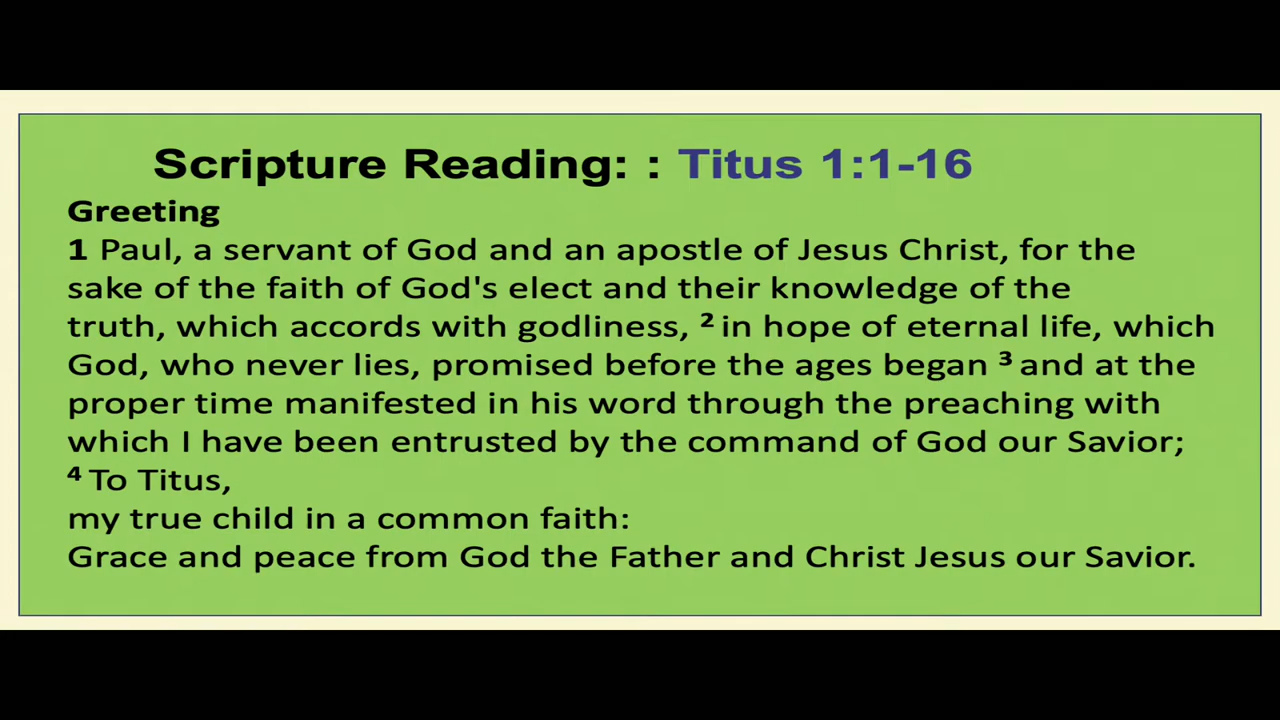 Scripture Reading: : Titus 1:1-16
Greeting
1 Paul, a servant of God and an apostle of Jesus Christ, for the
sake of the faith of God's elect and their knowledge of the
truth, which accords with godliness, 2 in hope of eternal life, which
God, who never lies, promised before the ages began 3 and at the
proper time manifested in his word through the preaching with
which I have been entrusted by the command of God our Savior;
4 To Titus,
my true child in a common faith:
Grace and peace from God the Father and Christ Jesus our Savior.